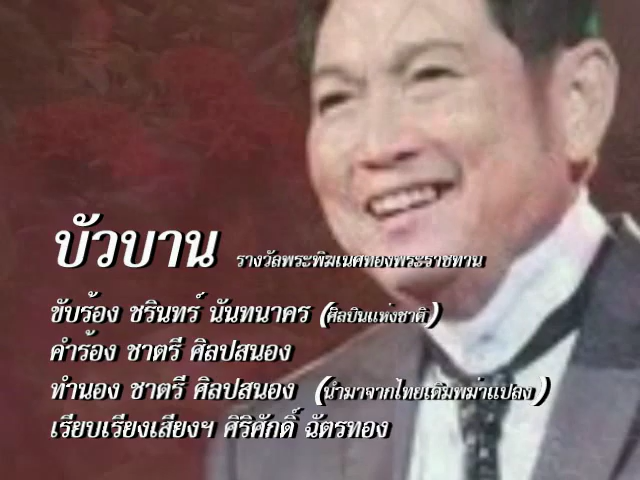 บัวบาน รางวัลพระพิฆเนศทองพระราชทาน
ขับร้อง ชรินทร์ นันทนาคร (ศิลปินแห่งชาติ)
คำร้อง ชาตรี ศิลปสนอง
ทำนอง ชาตรี ศิลปสนอง (นำมาจากไทยเดิมพม่าแปลง)
เรียบเรียงเสียงฯ ศิริศักดิ์ ฉัตรทอง